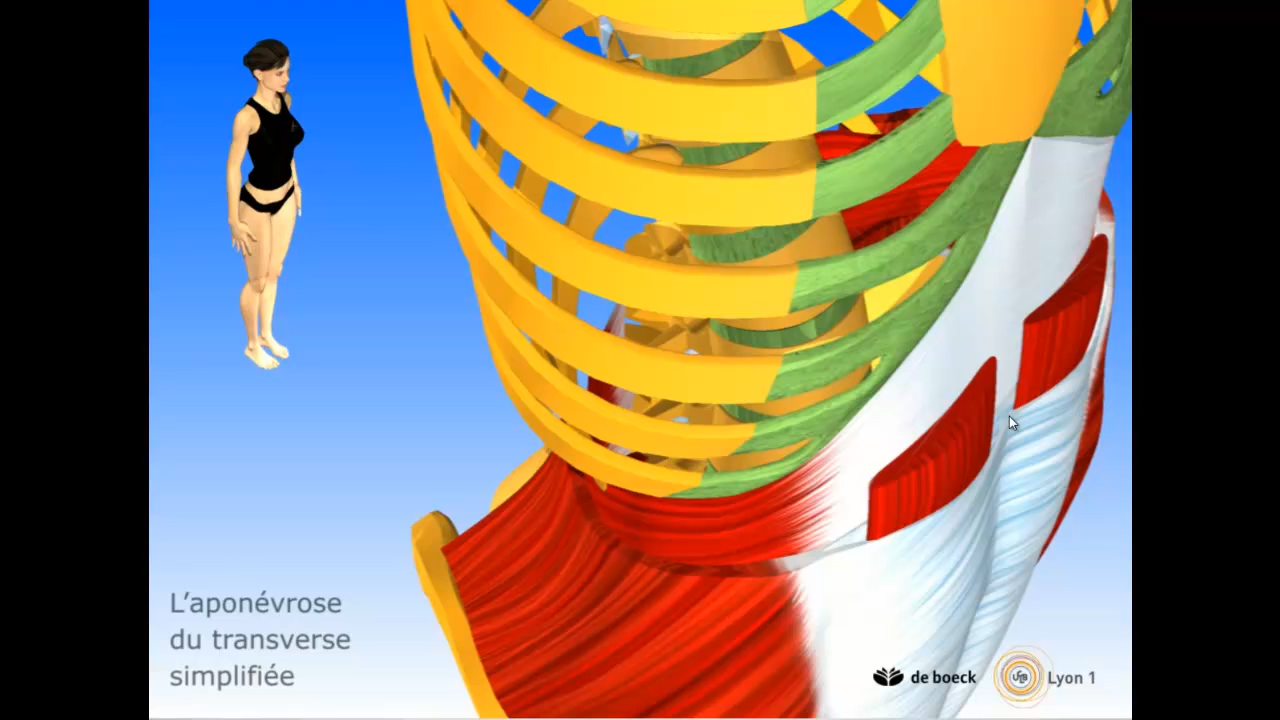 L’aponévrose
du transverse
simplifiée
de boeck
Lyon 1